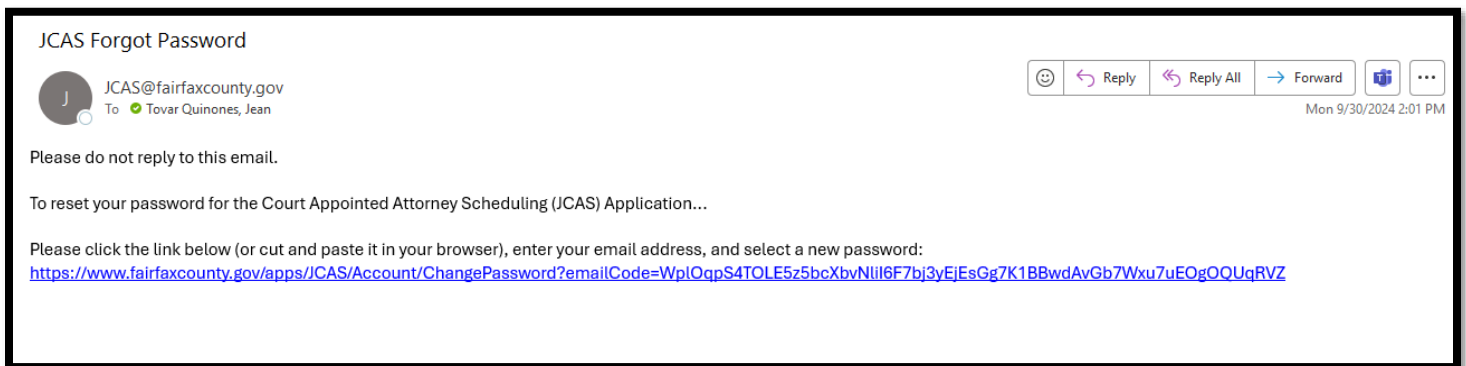 JCAS Forgot Password
J
JCAS@fairfaxcounty.gov
To Tovar Quinones, Jean
Reply
Reply All
Forward
Mon 9/30/2024 2:01 PM
Please do not reply to this email.
To reset your password for the Court Appointed Attorney Scheduling (JCAS) Application...
Please click the link below (or cut and paste it in your browser), enter your email address, and select a new password:
https://www.fairfaxcounty.gov/apps/JCAS/Account/ChangePassword?emailCode=WplOqpS4TOLE5z5bcXbvNliI6F7bj3yEjEsGg7K1BBwdAvGb7Wxu7uEOgOQUqRVZ